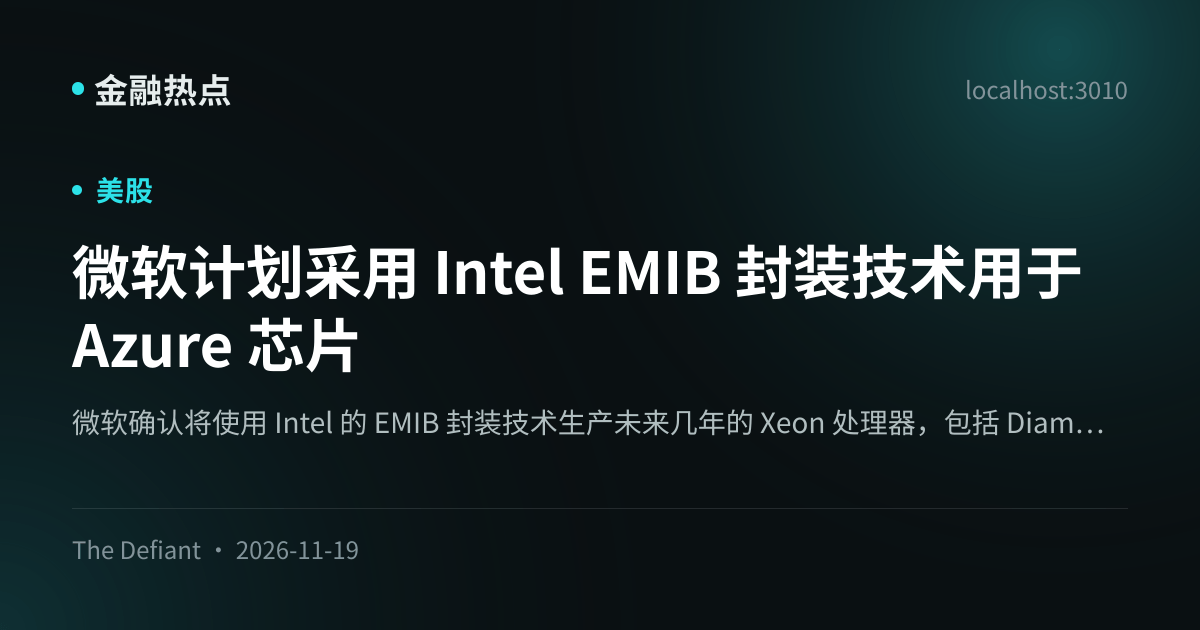 金融热点
localhost:3010
美股
微软计划采用 Intel EMIB 封装技术用于
Azure 芯片
微软确认将使用 Intel 的 EMIB 封装技术生产未来几年的 Xeon 处理器，包括 Diam…
The Defiant · 2026-11-19